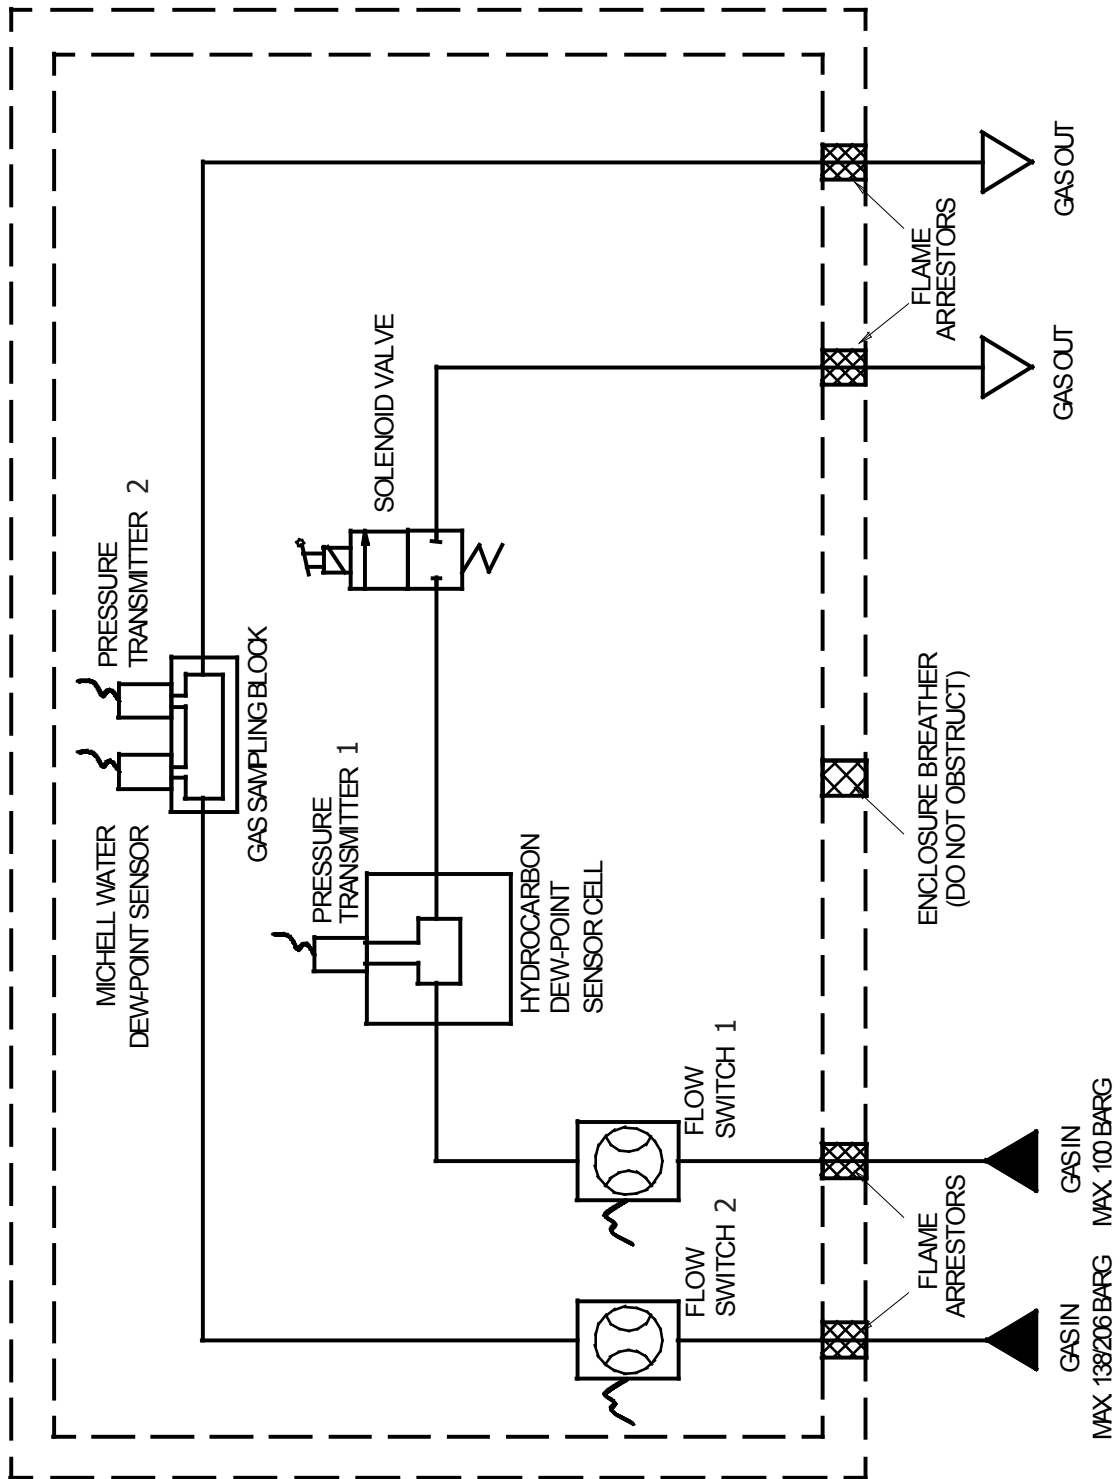 MICHELL WATER
DEW-POINT SENSOR
PRESSURE
TRANSMITTER 2
GAS SAMPLING BLOCK
PRESSURE
TRANSMITTER 1
SOLENOID VALVE
HYDROCARBON
DEW-POINT
SENSOR CELL
FLOW
SWITCH 2
FLOW
SWITCH 1
FLAME
ARRESTORS
ENCLOSURE BREATHER
(DO NOT OBSTRUCT)
FLAME
ARRESTORS
GAS IN
MAX 138/206 BARG
GAS IN
MAX 100 BARG
GAS OUT
GAS OUT